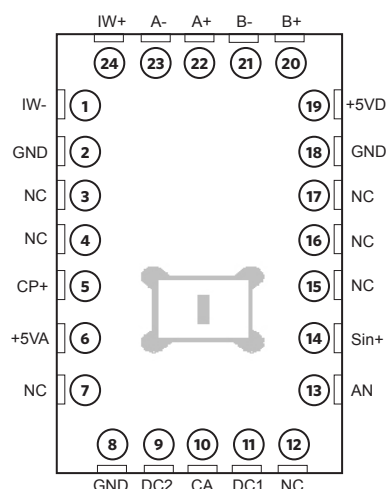 IW+ A- A+ B- B+
24 23 22 21 20
IW- 1 19 +5VD
GND 2 18 GND
NC 3 17 NC
NC 4 16 NC
CP+ 5 15 NC
+5VA 6 14 Sin+
NC 7 13 AN
8 9 10 11 12
GND DC2 CA DC1 NC